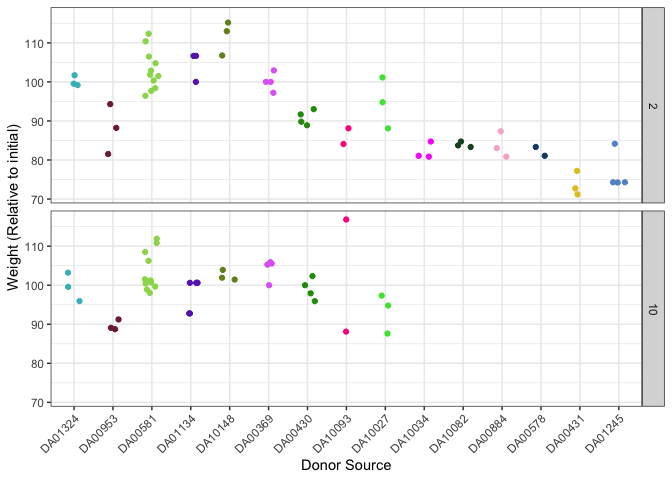 110
100
90
80
70
2
110
100
90
80
70
10
Weight (Relative to initial)
DA01324
DA00953
DA00581
DA01134
DA10148
DA00369
DA00430
DA10093
DA10027
DA10034
DA10082
DA00884
DA00578
DA00431
DA01245
Donor Source